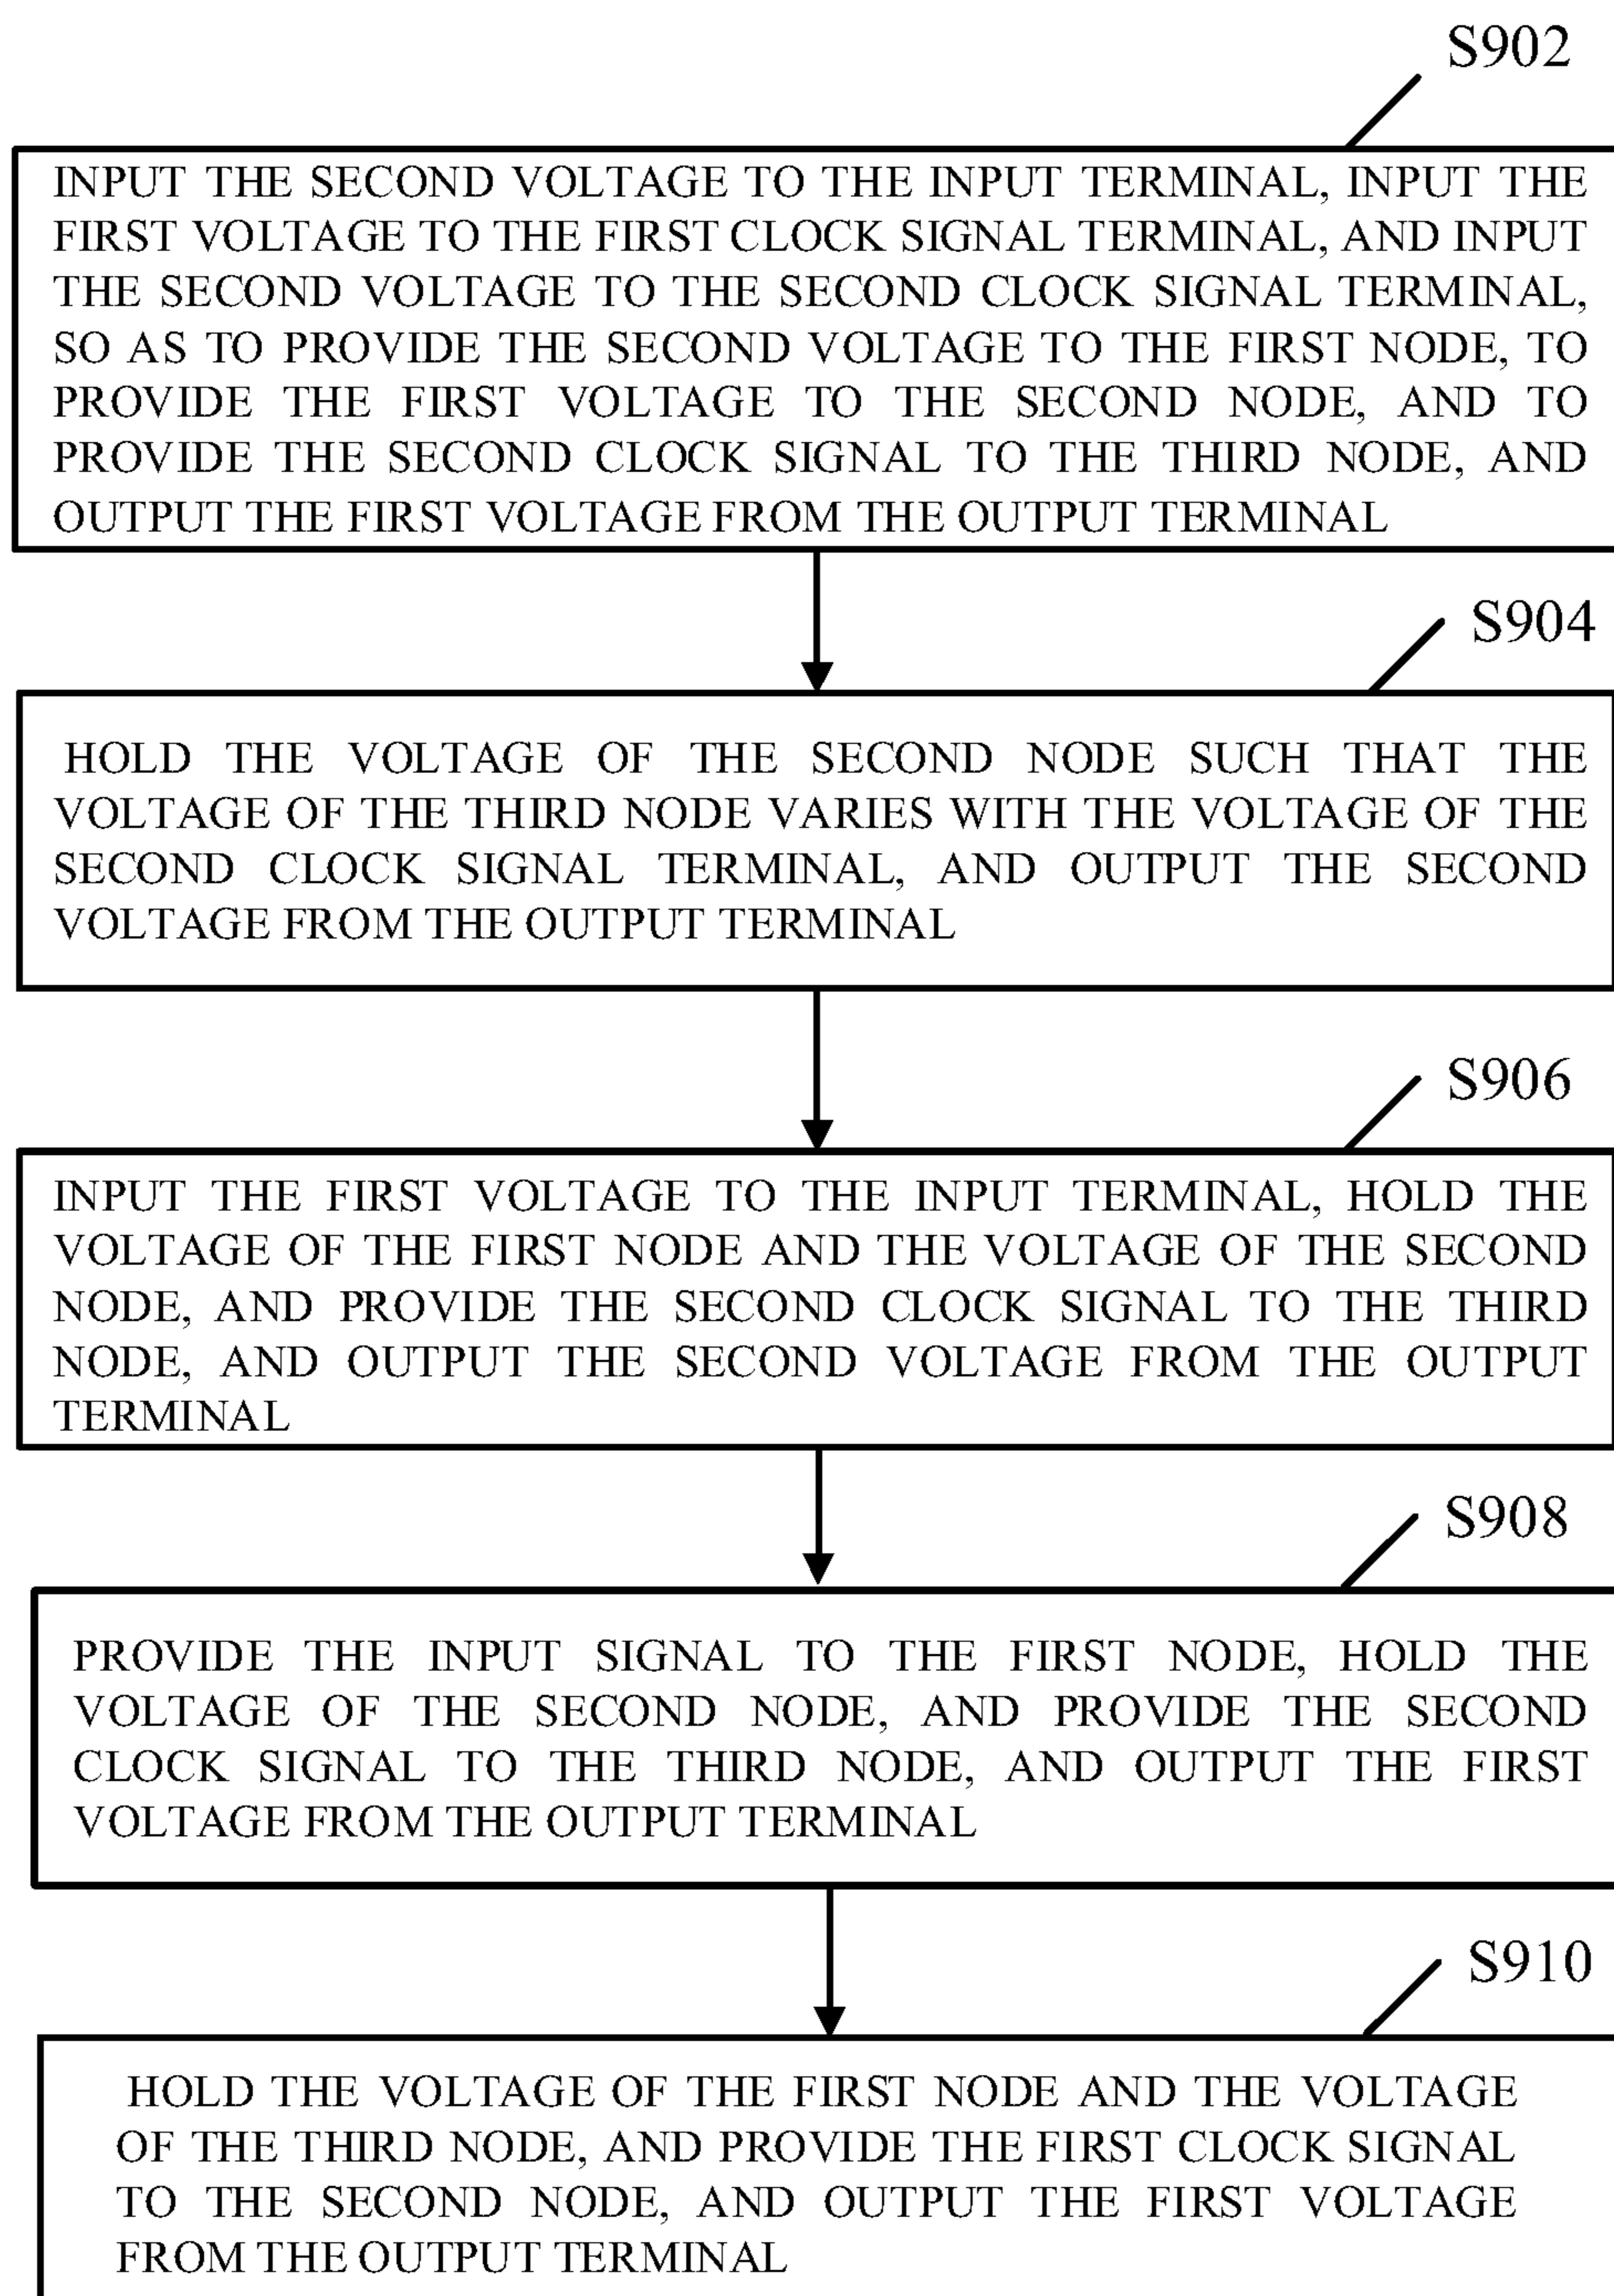 S902
INPUT THE SECOND VOLTAGE TO THE INPUT TERMINAL, INPUT THE
FIRST VOLTAGE TO THE FIRST CLOCK SIGNAL TERMINAL, AND INPUT
THE SECOND VOLTAGE TO THE SECOND CLOCK SIGNAL TERMINAL,
SO AS TO PROVIDE THE SECOND VOLTAGE TO THE FIRST NODE, TO
PROVIDE THE FIRST VOLTAGE TO THE SECOND NODE, AND TO
PROVIDE THE SECOND CLOCK SIGNAL TO THE THIRD NODE, AND
OUTPUT THE FIRST VOLTAGE FROM THE OUTPUT TERMINAL
S904
HOLD THE VOLTAGE OF THE SECOND NODE SUCH THAT THE
VOLTAGE OF THE THIRD NODE VARIES WITH THE VOLTAGE OF THE
SECOND CLOCK SIGNAL TERMINAL, AND OUTPUT THE SECOND
VOLTAGE FROM THE OUTPUT TERMINAL
S906
INPUT THE FIRST VOLTAGE TO THE INPUT TERMINAL, HOLD THE
VOLTAGE OF THE FIRST NODE AND THE VOLTAGE OF THE SECOND
NODE, AND PROVIDE THE SECOND CLOCK SIGNAL TO THE THIRD
NODE, AND OUTPUT THE SECOND VOLTAGE FROM THE OUTPUT
TERMINAL
S908
PROVIDE THE INPUT SIGNAL TO THE FIRST NODE, HOLD THE
VOLTAGE OF THE SECOND NODE, AND PROVIDE THE SECOND
CLOCK SIGNAL TO THE THIRD NODE, AND OUTPUT THE FIRST
VOLTAGE FROM THE OUTPUT TERMINAL
S910
HOLD THE VOLTAGE OF THE FIRST NODE AND THE VOLTAGE
OF THE THIRD NODE, AND PROVIDE THE FIRST CLOCK SIGNAL
TO THE SECOND NODE, AND OUTPUT THE FIRST VOLTAGE
FROM THE OUTPUT TERMINAL